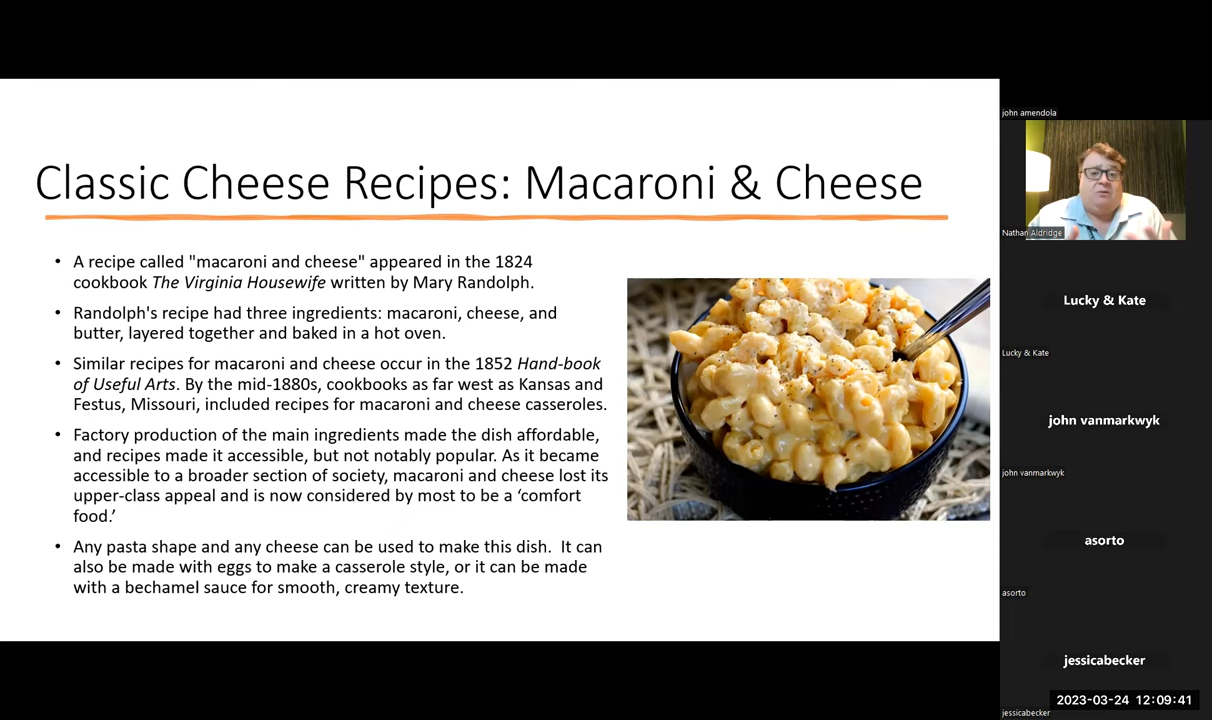 Classic Cheese Recipes: Macaroni & Cheese
• A recipe called "macaroni and cheese" appeared in the 1824
cookbook The Virginia Housewife written by Mary Randolph.
• Randolph's recipe had three ingredients: macaroni, cheese, and
butter, layered together and baked in a hot oven.
• Similar recipes for macaroni and cheese occur in the 1852 Hand-book
of Useful Arts. By the mid-1880s, cookbooks as far west as Kansas and
Festus, Missouri, included recipes for macaroni and cheese casseroles.
• Factory production of the main ingredients made the dish affordable,
and recipes made it accessible, but not notably popular. As it became
accessible to a broader section of society, macaroni and cheese lost its
upper-class appeal and is now considered by most to be a ‘comfort
food.’
• Any pasta shape and any cheese can be used to make this dish.  It can
also be made with eggs to make a casserole style, or it can be made
with a bechamel sauce for smooth, creamy texture.
john amendola
Nathan Aldridge
Lucky & Kate
Lucky & Kate
john vanmarkwyk
john vanmarkwyk
asorto
asorto
jessicabecker
2023-03-24 12:09:41
jessicabecker